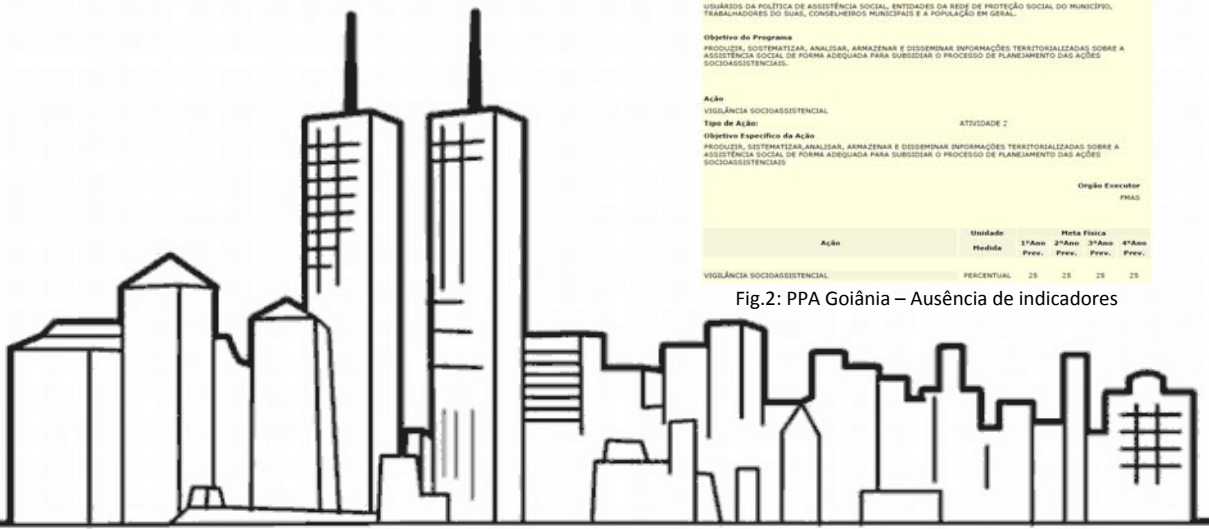 USUÁRIOS DA POLÍTICA DE ASSISTÊNCIA SOCIAL, ENTIDADES DA REDE DE PROTEÇÃO SOCIAL DO MUNICÍPIO,
TRABALHADORES DO SUAS, CONSELHEIROS MUNICIPAIS E A POPULAÇÃO EM GERAL.
Objetivo do Programa
PRODUZIR, SOSTEMATIZAR, ANALISAR, ARMAZENAR E DISSEMINAR INFORMAÇÕES TERRITORIALIZADAS SOBRE A
ASSISTÊNCIA SOCIAL DE FORMA ADEQUADA PARA SUBSIDIAR O PROCESSO DE PLANEJAMENTO DAS AÇÕES
SOCIOASSISTENCIAIS.
Ação
VIGILÂNCIA SOCIOASSISTENCIAL
Tipo de Ação: ATIVIDADE 2
Objetivo Especifico da Ação
PRODUZIR, SISTEMATIZAR,ANALISAR, ARMAZENAR E DISSEMINAR INFORMAÇÕES TERRITORIALIZADAS SOBRE A
ASSISTÊNCIA SOCIAL DE FORMA ADEQUADA PARA SUBSIDIAR O PROCESSO DE PLANEJAMENTO DAS AÇÕES
SOCIOASSISTENCIAIS
Orgão Executor
FMAS
Ação Unidade Medida Meta Física
1ºAno Prev. 2ºAno Prev. 3ºAno Prev. 4ºAno Prev.
VIGILÂNCIA SOCIOASSISTENCIAL PERCENTUAL 25 25 25 25
Fig.2: PPA Goiânia – Ausência de indicadores